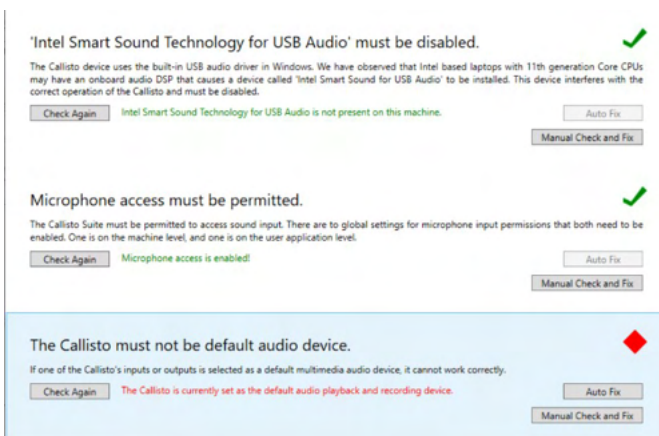 'Intel Smart Sound Technology for USB Audio' must be disabled.
The Callisto device uses the built-in USB audio driver in Windows. We have observed that Intel based laptops with 11th generation Core CPUs
may have an onboard audio DSP that causes a device called 'Intel Smart Sound for USB Audio' to be installed. This device interferes with the
correct operation of the Callisto and must be disabled.
Check Again Intel Smart Sound Technology for USB Audio is not present on this machine. Auto Fix
Manual Check and Fix
Microphone access must be permitted.
The Callisto Suite must be permitted to access sound input. There are to global settings for microphone input permissions that both need to be
enabled. One is on the machine level, and one is on the user application level.
Check Again Microphone access is enabled! Auto Fix
Manual Check and Fix
The Callisto must not be default audio device.
If one of the Callisto's inputs or outputs is selected as a default multimedia audio device, it cannot work correctly.
Check Again The Callisto is currently set as the default audio playback and recording device. Auto Fix
Manual Check and Fix